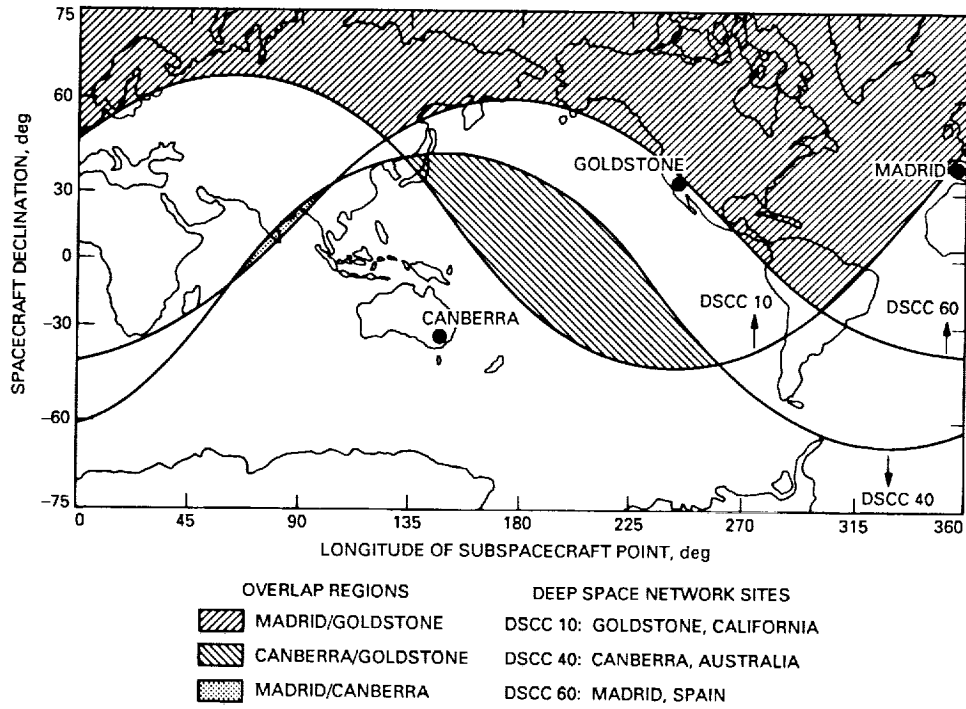 75
60
30
0
−30
−60
−75
SPACECRAFT DECLINATION, deg
GOLDSTONE
MADRID
CANBERRA
DSCC 10
DSCC 60
DSCC 40
0 45 90 135 180 225 270 315 360
LONGITUDE OF SUBSPACECRAFT POINT, deg
OVERLAP REGIONS
MADRID/GOLDSTONE
CANBERRA/GOLDSTONE
MADRID/CANBERRA
DEEP SPACE NETWORK SITES
DSCC 10: GOLDSTONE, CALIFORNIA
DSCC 40: CANBERRA, AUSTRALIA
DSCC 60: MADRID, SPAIN